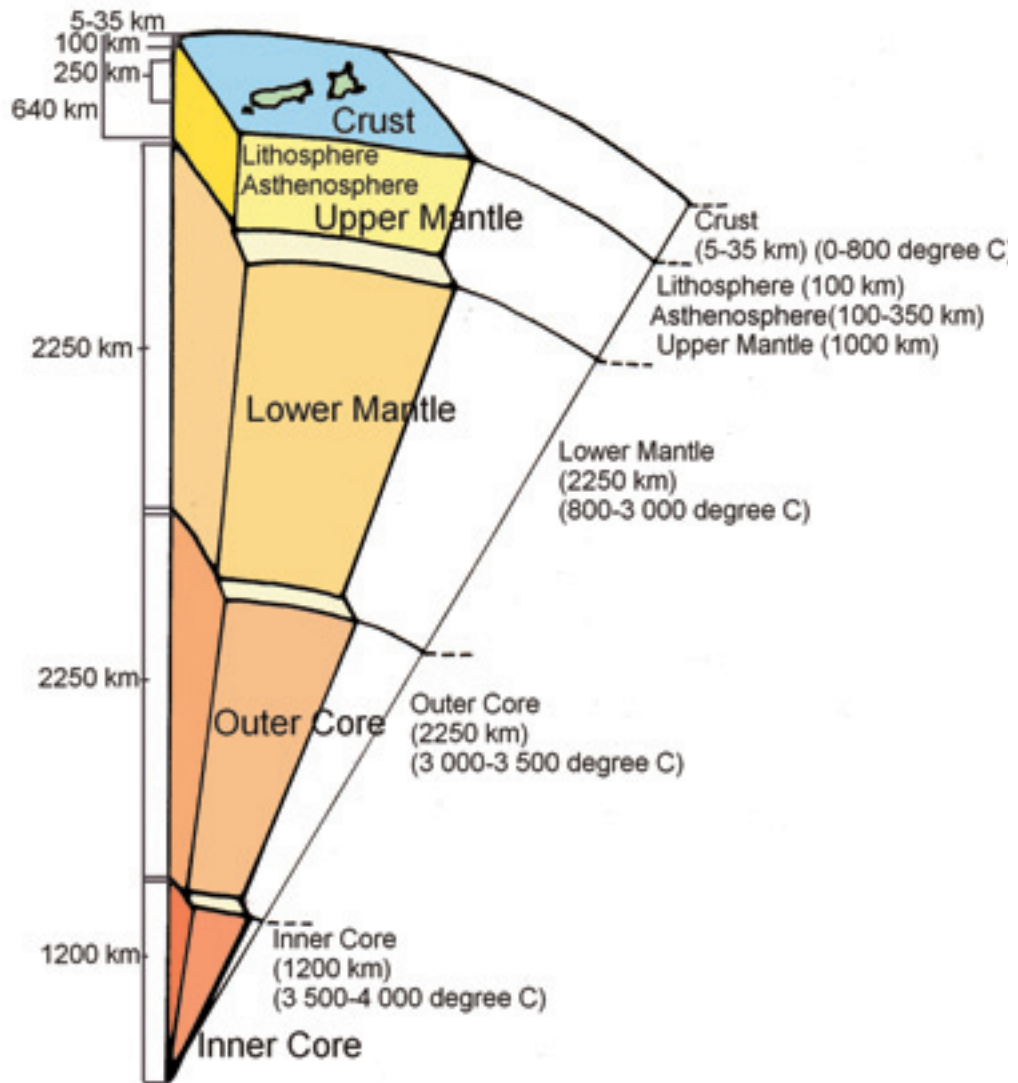 5-35 km
100 km
250 km
640 km
Crust
Lithosphere
Asthenosphere
Upper Mantle
Crust
(5-35 km) (0-800 degree C)
Lithosphere (100 km)
Asthenosphere(100-350 km)
Upper Mantle (1000 km)
2250 km
Lower Mantle
Lower Mantle
(2250 km)
(800-3 000 degree C)
2250 km
Outer Core
Outer Core
(2250 km)
(3 000-3 500 degree C)
1200 km
Inner Core
(1200 km)
(3 500-4 000 degree C)
Inner Core